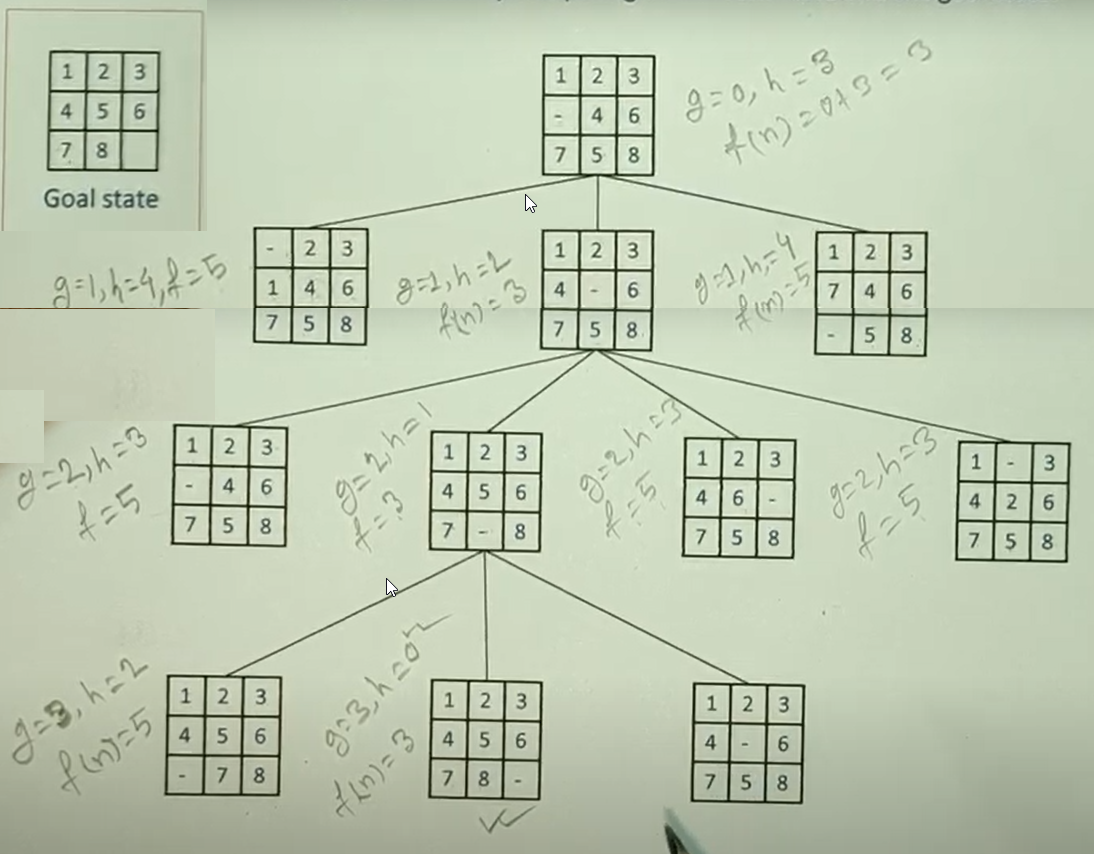 1 2 3
4 5 6
7 8
Goal state
1 2 3
- 4 6
7 5 8
g=0, h=3
f(n)=0+3=3
g=1, h=4, f=5
- 2 3
1 4 6
7 5 8
g=1, h=2
f(n)=3
1 2 3
4 - 6
7 5 8
g=1, h=4
f(n)=5
1 2 3
7 4 6
- 5 8
g=2, h=3
f=5
1 2 3
- 4 6
7 5 8
g=2, h=1
f=3
1 2 3
4 5 6
7 - 8
g=2, h=3
f=5
1 2 3
4 6 -
7 5 8
g=2, h=3
f=5
1 - 3
4 2 6
7 5 8
g=3, h=2
f(n)=5
1 2 3
4 5 6
- 7 8
g=3, h=0
f(n)=3
1 2 3
4 5 6
7 8 -
1 2 3
4 - 6
7 5 8